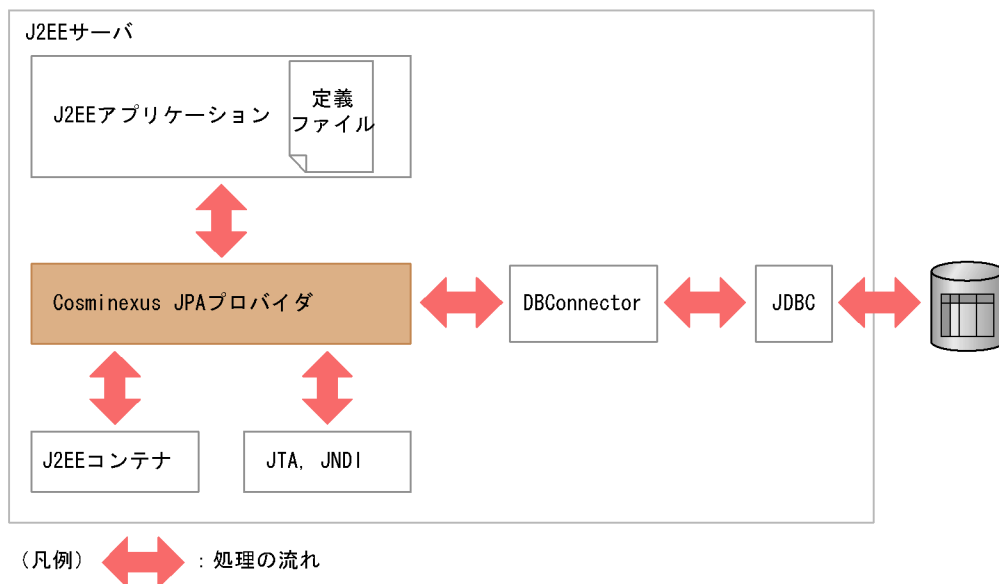 J2EEサーバ
J2EEアプリケーション
定義
ファイル
Cosminexus JPAプロバイダ
DBConnector
JDBC
J2EEコンテナ
JTA, JNDI
(凡例)
: 処理の流れ